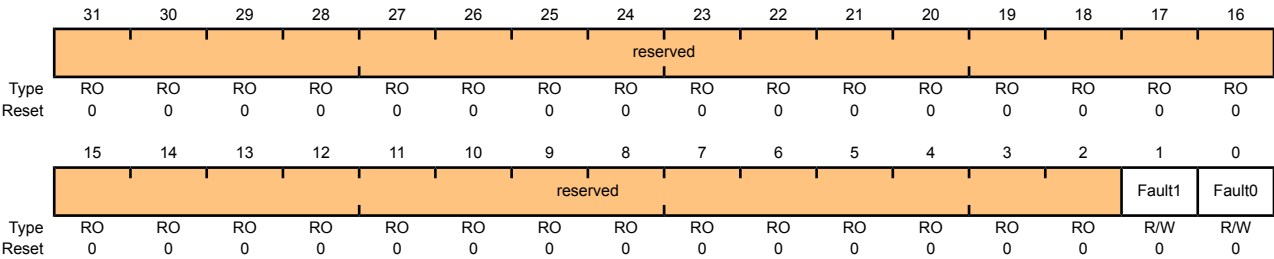 31 30 29 28 27 26 25 24 23 22 21 20 19 18 17 16
reserved
Type RO RO RO RO RO RO RO RO RO RO RO RO RO RO RO RO
Reset 0 0 0 0 0 0 0 0 0 0 0 0 0 0 0 0
15 14 13 12 11 10 9 8 7 6 5 4 3 2 1 0
reserved Fault1 Fault0
Type RO RO RO RO RO RO RO RO RO RO RO RO RO RO R/W R/W
Reset 0 0 0 0 0 0 0 0 0 0 0 0 0 0 0 0